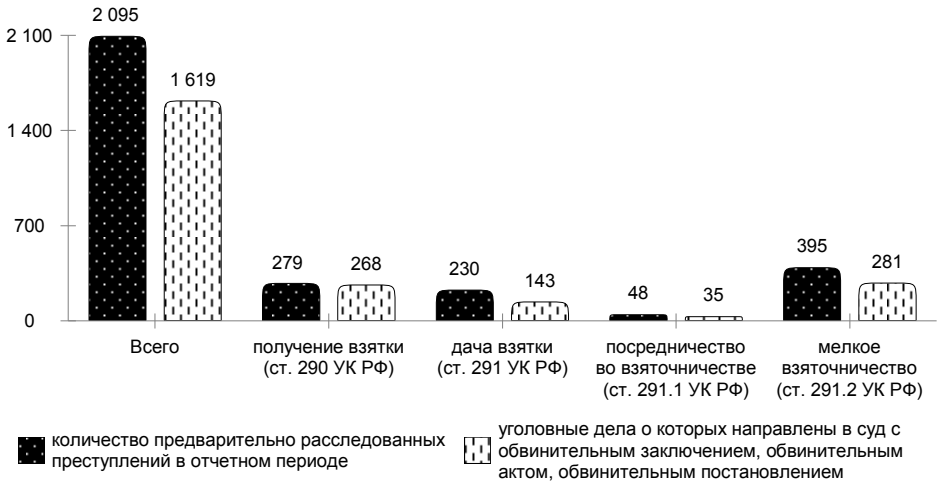 2 095
2 100
1 619
1 400
700
395
279
268
281
230
143
48
35
0
Всего
получение взятки
(ст. 290 УК РФ)
дача взятки
(ст. 291 УК РФ)
посредничество
во взяточничестве
(ст. 291.1 УК РФ)
мелкое
взяточничество
(ст. 291.2 УК РФ)
количество предварительно расследованных
преступлений в отчетном периоде
уголовные дела о которых направлены в суд с
обвинительным заключением, обвинительным
актом, обвинительным постановлением